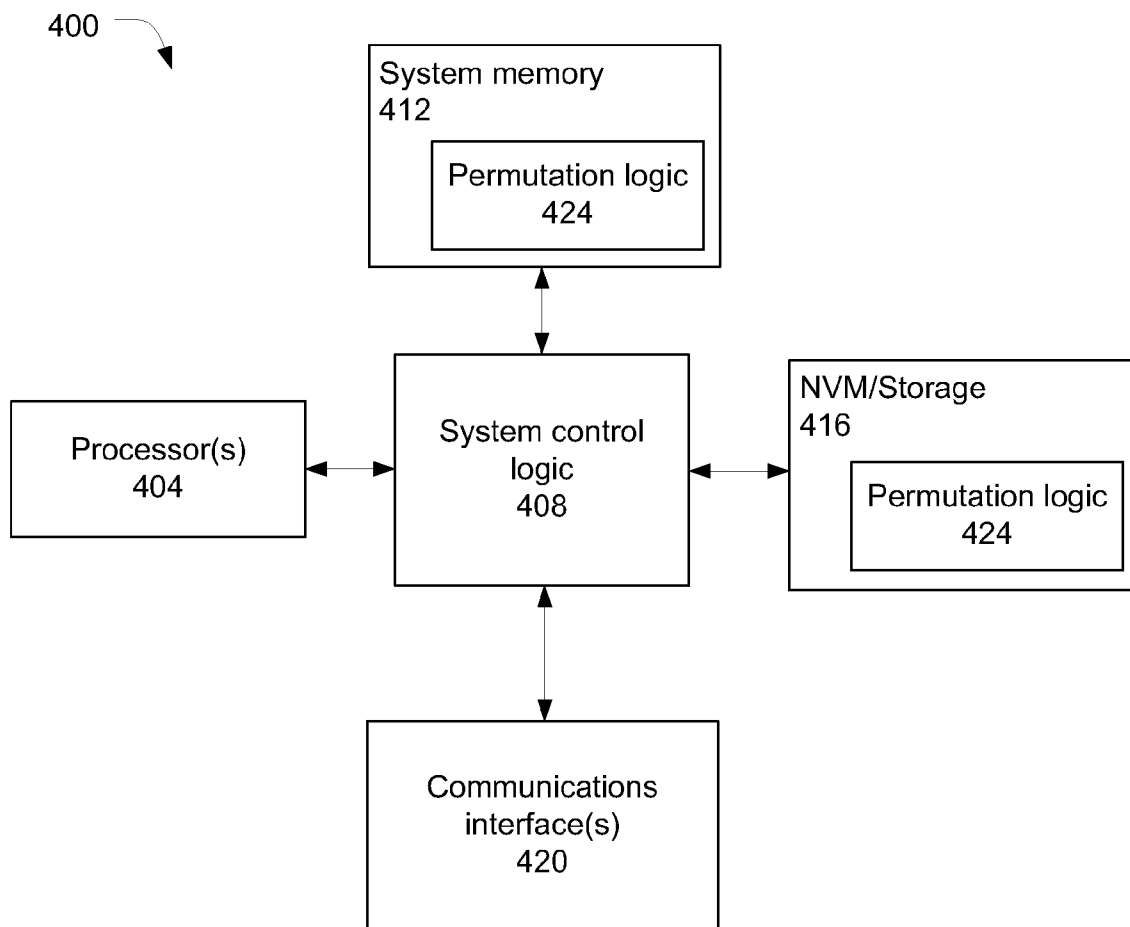 400
System memory
412
Permutation logic
424
NVM/Storage
416
Permutation logic
424
Processor(s)
404
System control
logic
408
Communications
interface(s)
420